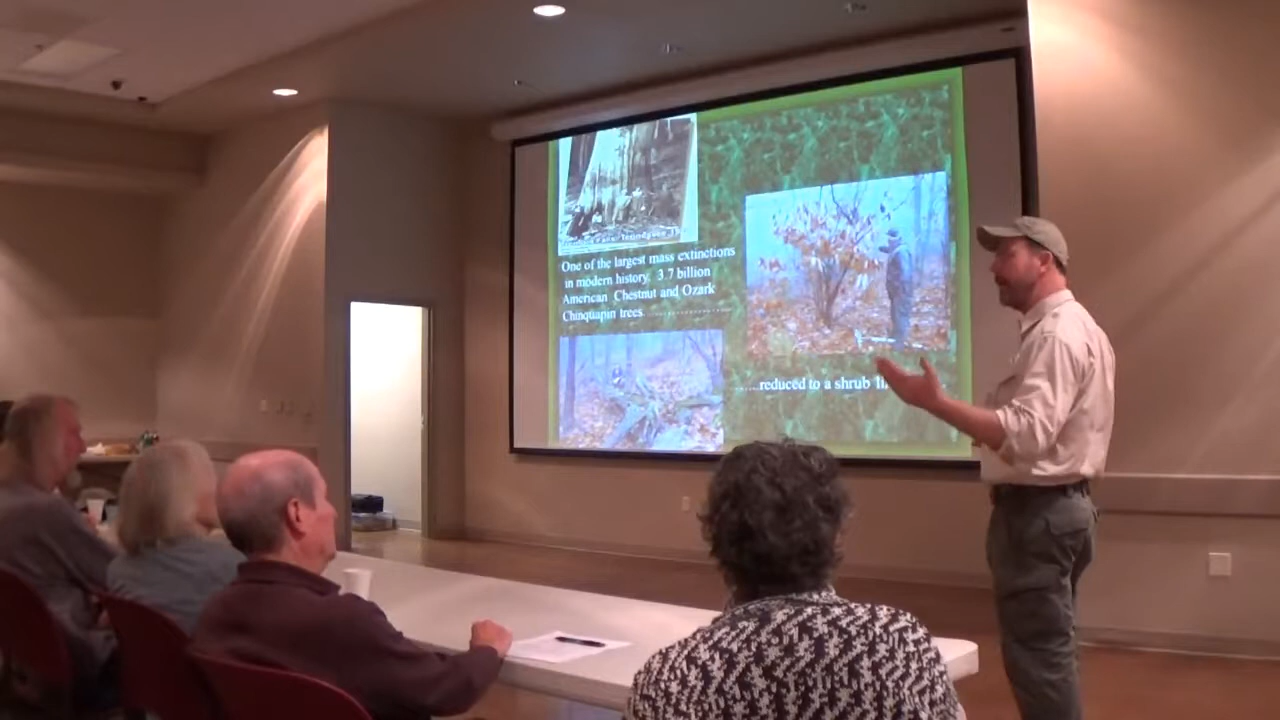 One of the largest mass extinctions
in modern history. 3.7 billion
American Chestnut and Ozark
Chinquapin trees..................
......reduced to a shrub